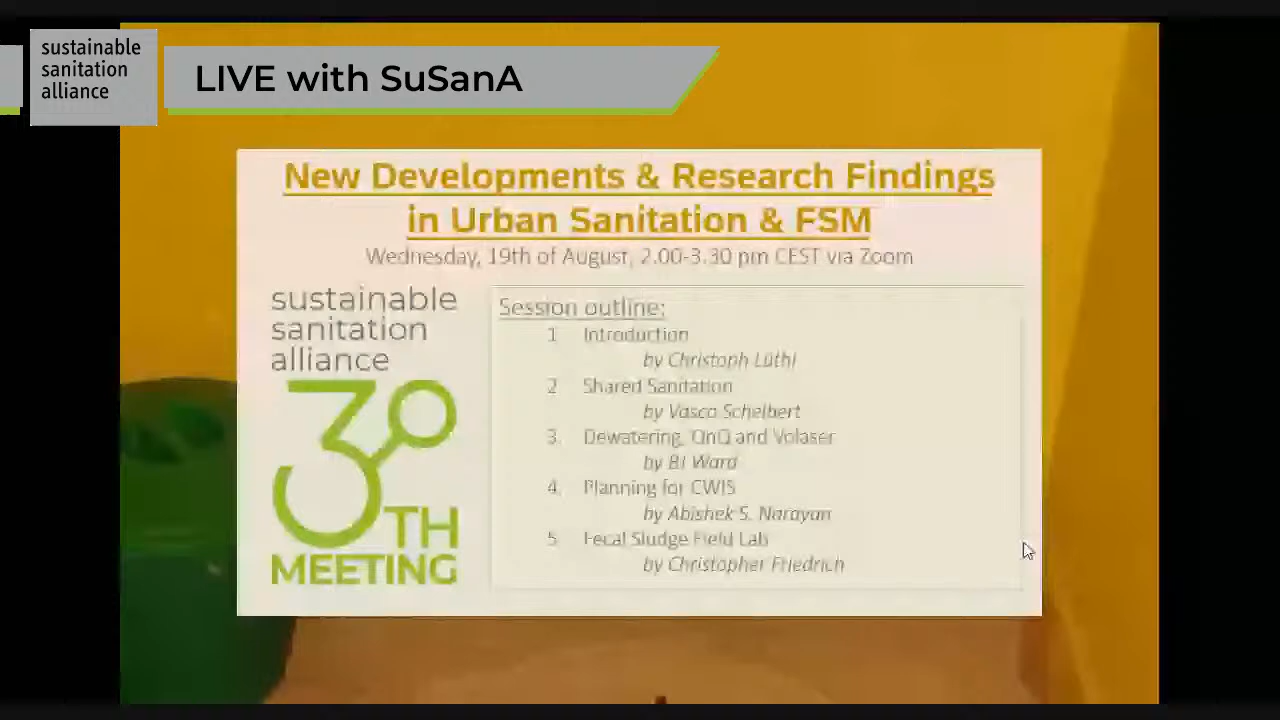 sustainable
sanitation
alliance
LIVE with SuSanA
New Developments & Research Findings
in Urban Sanitation & FSM
Wednesday, 19th of August, 2.00-3.30 pm CEST via Zoom
sustainable
sanitation
alliance
30TH
MEETING
Session outline:
1 Introduction
by Christoph Lüthi
2 Shared Sanitation
by Vasco Schelbert
3. Dewatering, QnQ and Volaser
by BJ Ward
4. Planning for CWIS
by Abishek S. Narayan
5 Fecal Sludge Field Lab
by Christopher Friedrich